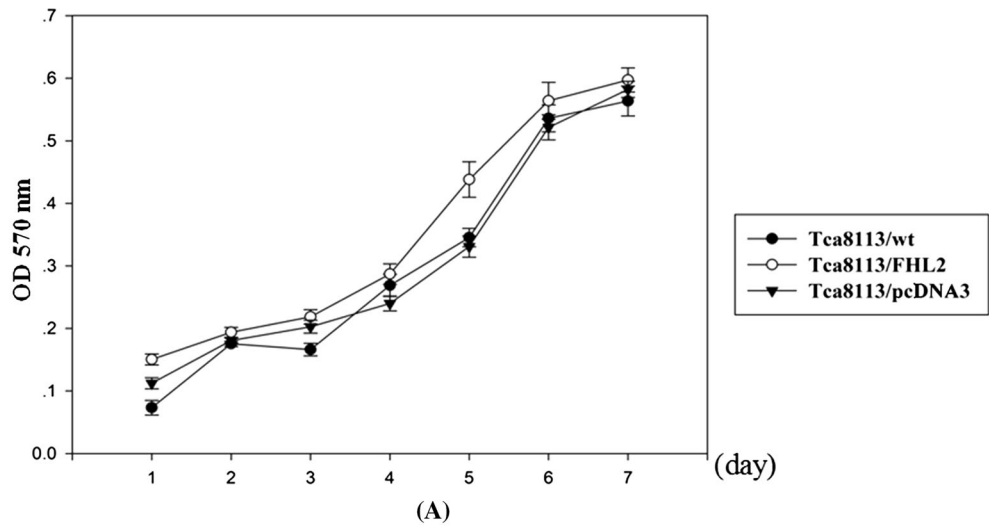 .7
.6
.5
.4
.3
.2
.1
0.0
OD 570 nm
1 2 3 4 5 6 7 (day)
Tca8113/wt
Tca8113/FHL2
Tca8113/pcDNA3
(A)